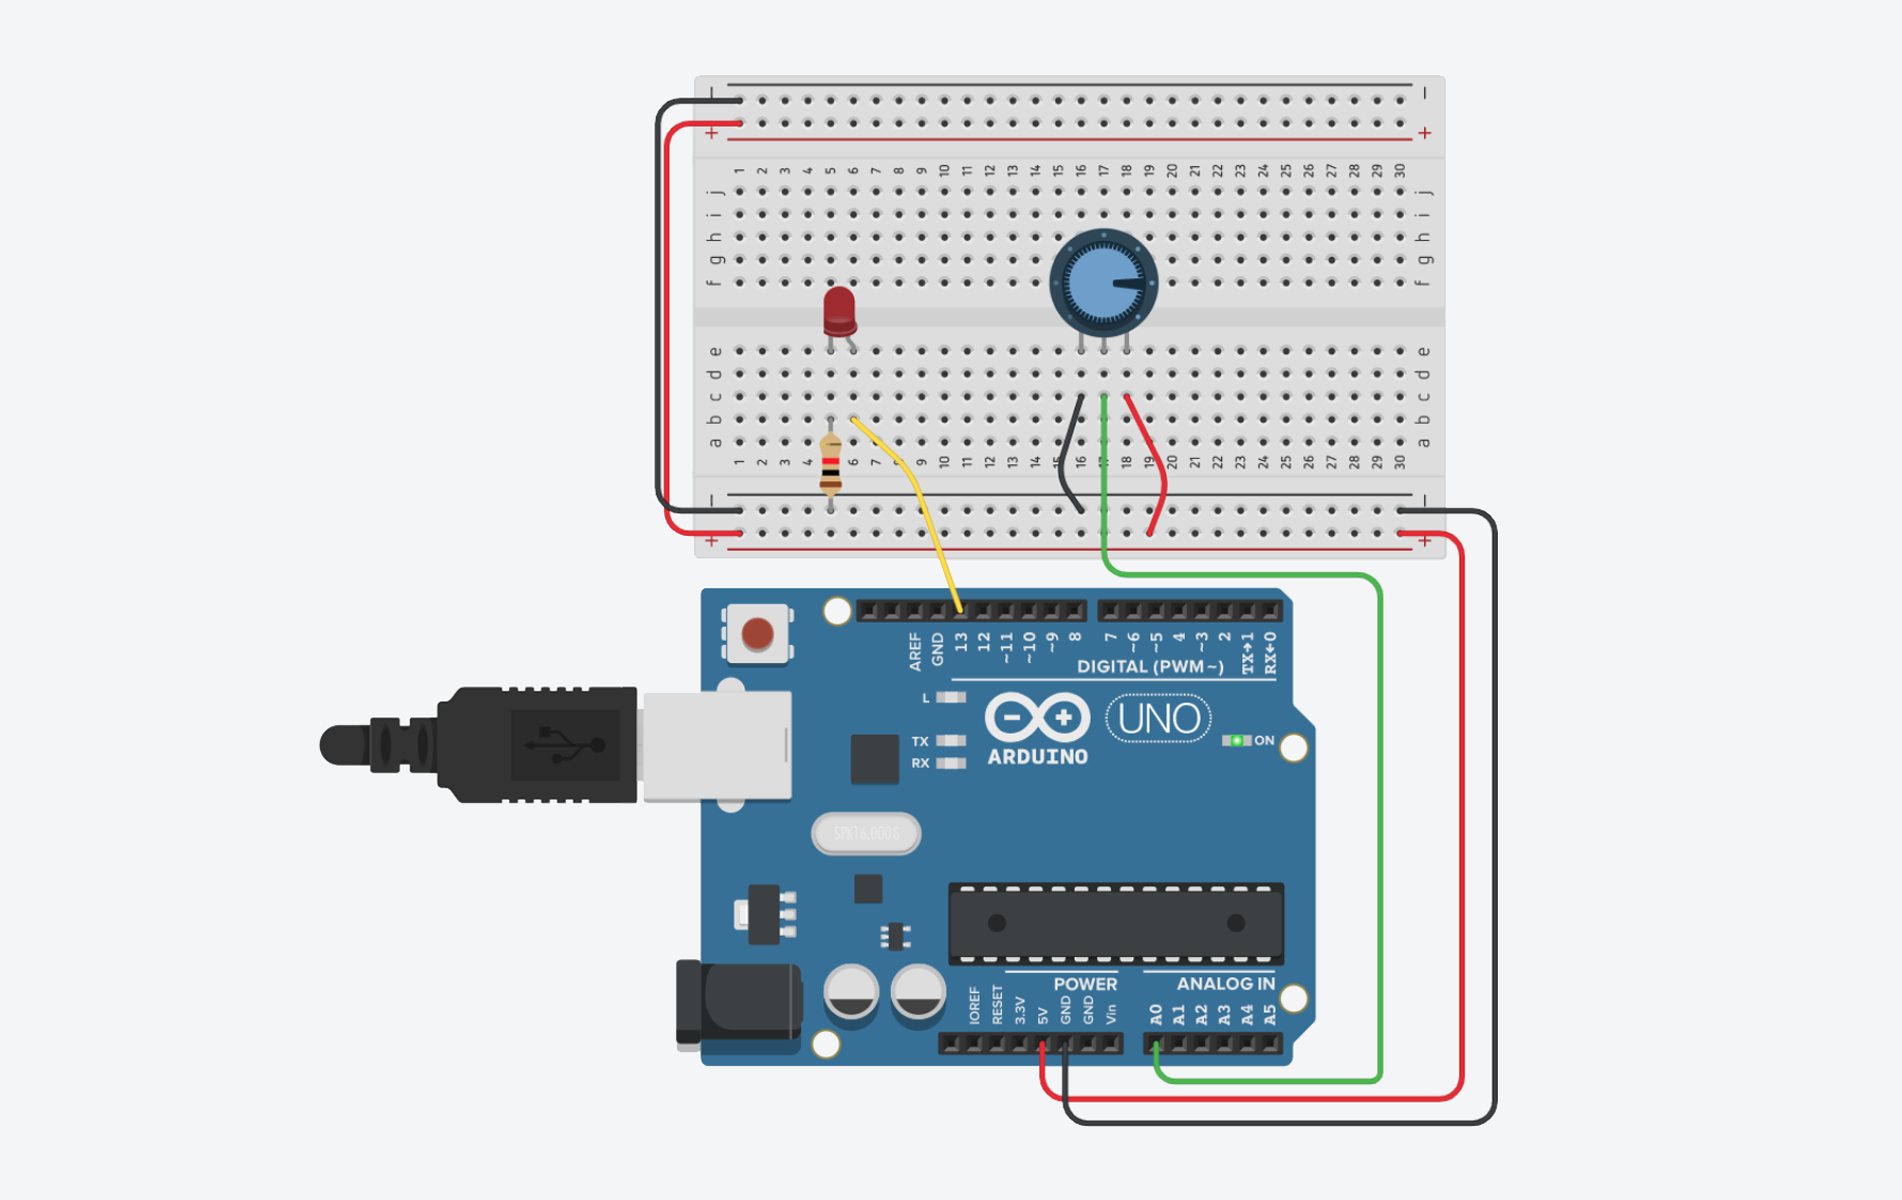 − −
+ +
1 2 3 4 5 6 7 8 9 10 11 12 13 14 15 16 17 18 19 20 21 22 23 24 25 26 27 28 29 30
j j
i i
h h
g g
f f
e e
d d
c c
b b
a a
1 2 3 4 5 6 7 8 9 10 11 12 13 14 15 16 17 18 19 20 21 22 23 24 25 26 27 28 29 30
− −
+ +
AREF GND 13 12 ~11 ~10 ~9 8 7 ~6 ~5 4 ~3 2 TX→1 RX←0
DIGITAL (PWM~)
L
UNO
TX
RX
ARDUINO
ON
SPK16.000G
POWER ANALOG IN
IOREF RESET 3.3V 5V GND GND Vin A0 A1 A2 A3 A4 A5